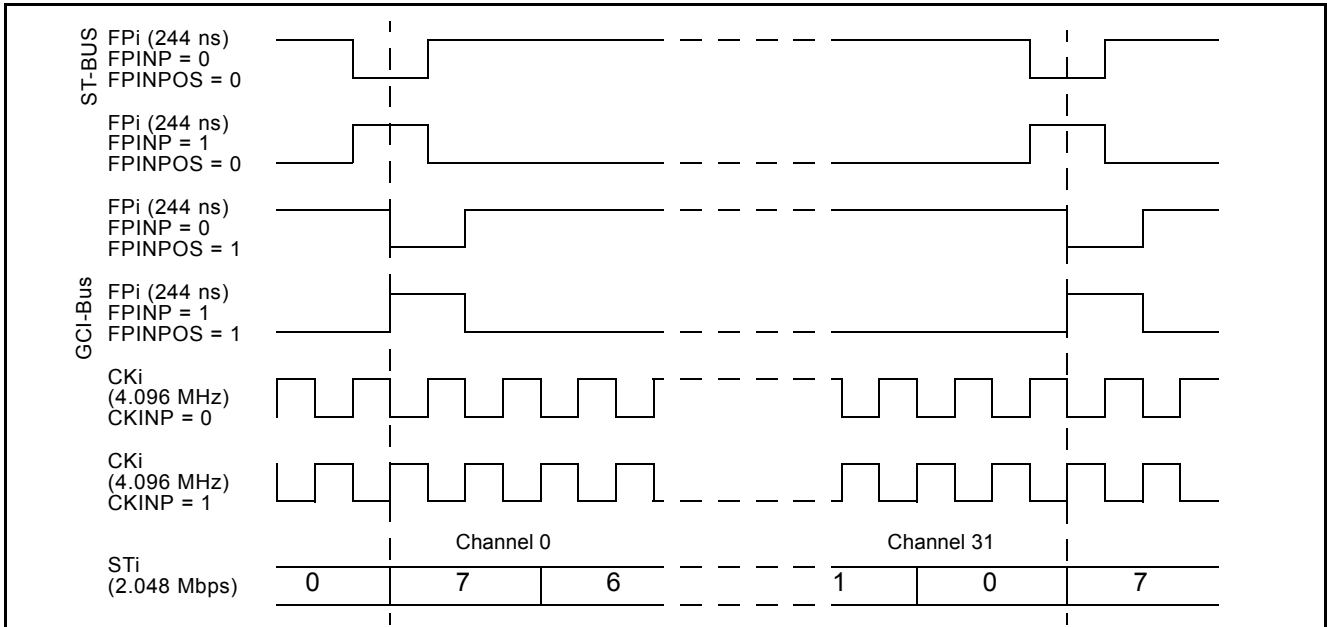 ST-BUS
FPi (244 ns)
FPINP = 0
FPINPOS = 0
FPi (244 ns)
FPINP = 1
FPINPOS = 0
FPi (244 ns)
FPINP = 0
FPINPOS = 1
GCI-Bus
FPi (244 ns)
FPINP = 1
FPINPOS = 1
CKi
(4.096 MHz)
CKINP = 0
CKi
(4.096 MHz)
CKINP = 1
Channel 0 Channel 31
STi
(2.048 Mbps)
0 7 6 1 0 7